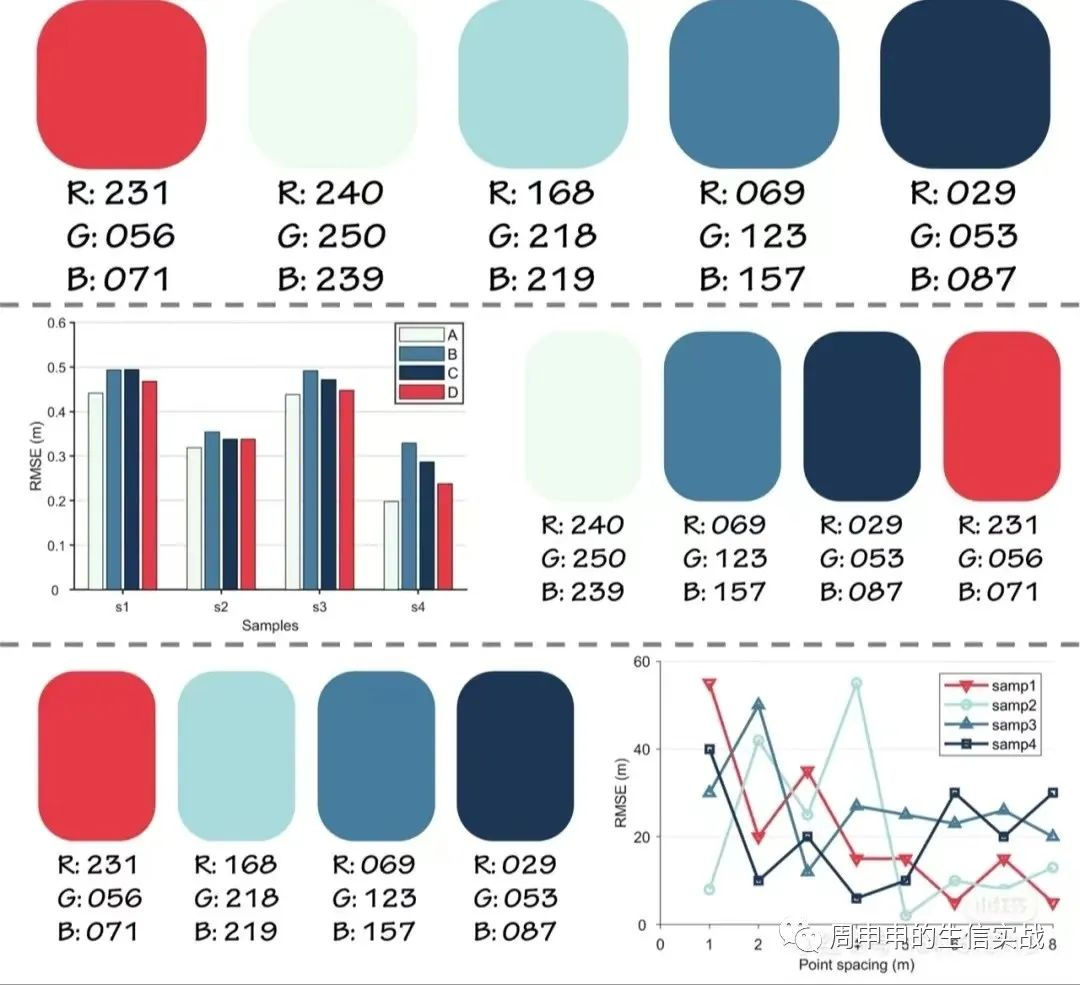 R: 231
G: 056
B: 071
R: 240
G: 250
B: 239
R: 168
G: 218
B: 219
R: 069
G: 123
B: 157
R: 029
G: 053
B: 087
0.6
0.5
0.4
0.3
0.2
0.1
0
RMSE (m)
s1
s2
s3
s4
Samples
A
B
C
D
R: 240
G: 250
B: 239
R: 069
G: 123
B: 157
R: 029
G: 053
B: 087
R: 231
G: 056
B: 071
R: 231
G: 056
B: 071
R: 168
G: 218
B: 219
R: 069
G: 123
B: 157
R: 029
G: 053
B: 087
60
40
20
0
RMSE (m)
samp1
samp2
samp3
samp4
0
1
2
8
Point spacing (m)
周申申的生信实战